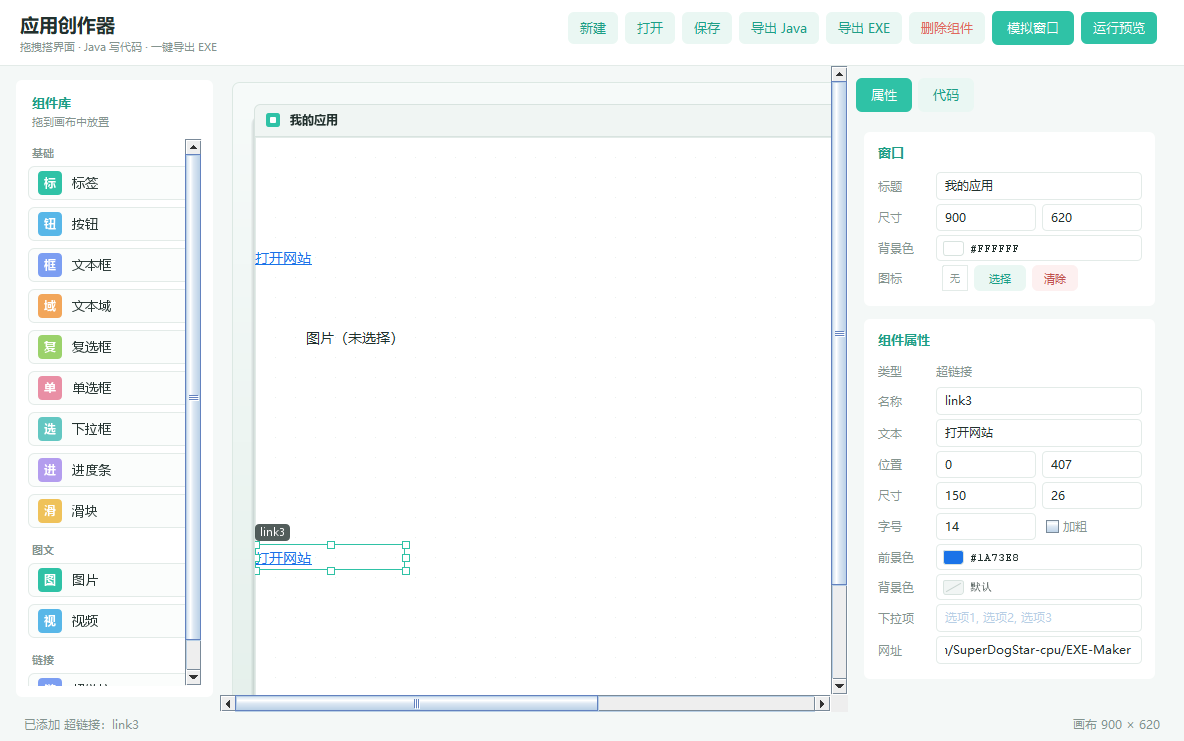 应用创作器
拖拽搭界面 · Java 写代码 · 一键导出 EXE
新建 打开 保存 导出 Java 导出 EXE 删除组件 模拟窗口 运行预览
组件库
拖到画布中放置
基础
标 标签
钮 按钮
框 文本框
域 文本域
复 复选框
单 单选框
选 下拉框
进 进度条
滑 滑块
图文
图 图片
视 视频
链接
我的应用
打开网站
图片（未选择）
link3
打开网站
属性 代码
窗口
标题 我的应用
尺寸 900 620
背景色 #FFFFFF
图标 无 选择 清除
组件属性
类型 超链接
名称 link3
文本 打开网站
位置 0 407
尺寸 150 26
字号 14 加粗
前景色 #1A73E8
背景色 默认
下拉项 选项1, 选项2, 选项3
网址 /SuperDogStar-cpu/EXE-Maker
已添加 超链接：link3
画布 900 × 620